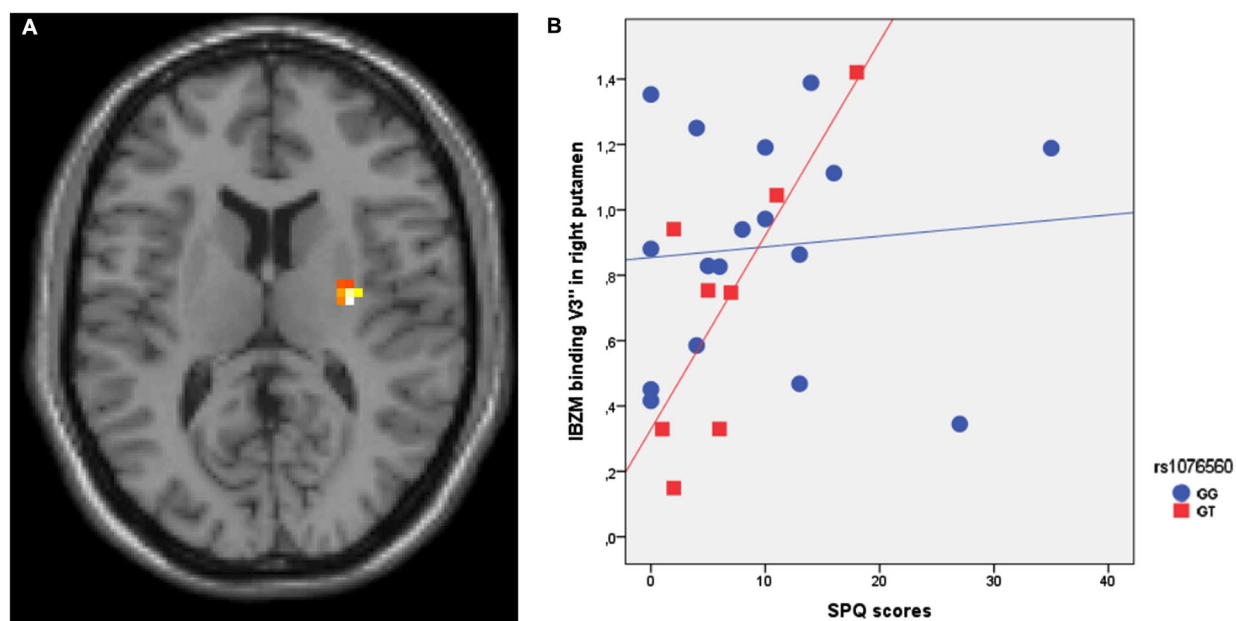 A
B
IBZM binding V3" in right putamen
1,4
1,2
1,0
,8
,6
,4
,2
,0
0 10 20 30 40
SPQ scores
rs1076560
GG
GT